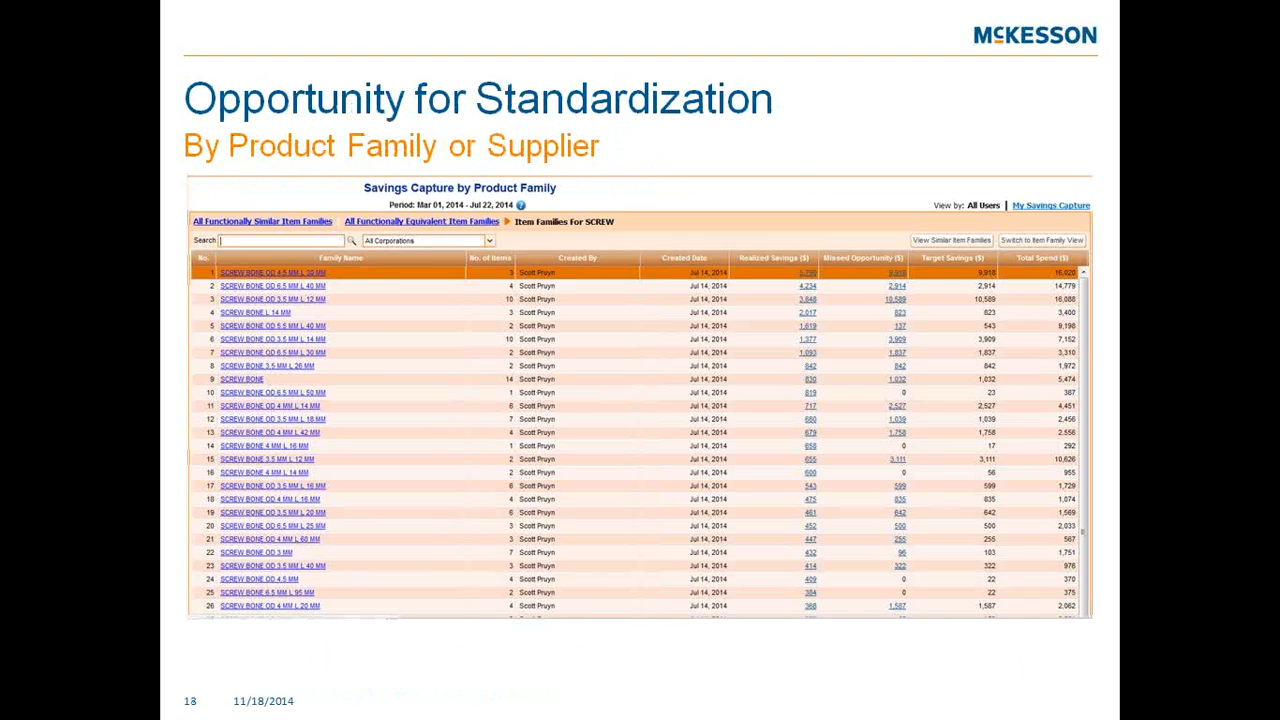 MCKESSON
Opportunity for Standardization
By Product Family or Supplier
Savings Capture by Product Family
Period: Mar 01, 2014 - Jul 22, 2014
View by: All Users | My Savings Capture
All Functionally Similar Item Families All Functionally Equivalent Item Families Item Families For SCREW
Search All Corporations View Similar Item Families Switch to Item Family View
No. Family Name No. of Items Created By Created Date Realized Savings ($) Missed Opportunity ($) Target Savings ($) Total Spend ($)
1 SCREW BONE OD 4.5 MM L 30 MM 3 Scott Pruyn Jul 14, 2014 5,790 9,918 9,918 16,020
2 SCREW BONE OD 6.5 MM L 40 MM 4 Scott Pruyn Jul 14, 2014 4,234 2,914 2,914 14,779
3 SCREW BONE OD 3.5 MM L 12 MM 10 Scott Pruyn Jul 14, 2014 3,848 10,589 10,589 16,088
4 SCREW BONE L 14 MM 3 Scott Pruyn Jul 14, 2014 2,017 823 823 3,400
5 SCREW BONE OD 5.5 MM L 40 MM 2 Scott Pruyn Jul 14, 2014 1,619 137 543 9,198
6 SCREW BONE OD 3.5 MM L 14 MM 10 Scott Pruyn Jul 14, 2014 1,377 3,909 3,909 7,152
7 SCREW BONE OD 6.5 MM L 30 MM 2 Scott Pruyn Jul 14, 2014 1,093 1,837 1,837 3,310
8 SCREW BONE 3.5 MM L 26 MM 2 Scott Pruyn Jul 14, 2014 842 842 842 1,972
9 SCREW BONE 14 Scott Pruyn Jul 14, 2014 830 1,032 1,032 5,474
10 SCREW BONE OD 6.5 MM L 50 MM 1 Scott Pruyn Jul 14, 2014 819 0 23 387
11 SCREW BONE OD 4 MM L 14 MM 6 Scott Pruyn Jul 14, 2014 717 2,527 2,527 4,451
12 SCREW BONE OD 3.5 MM L 18 MM 7 Scott Pruyn Jul 14, 2014 680 1,039 1,039 2,456
13 SCREW BONE OD 4 MM L 42 MM 4 Scott Pruyn Jul 14, 2014 679 1,758 1,758 2,556
14 SCREW BONE 4 MM L 16 MM 1 Scott Pruyn Jul 14, 2014 658 0 17 292
15 SCREW BONE 3.5 MM L 12 MM 2 Scott Pruyn Jul 14, 2014 655 3,111 3,111 10,626
16 SCREW BONE 4 MM L 14 MM 2 Scott Pruyn Jul 14, 2014 600 0 56 955
17 SCREW BONE OD 3.5 MM L 16 MM 6 Scott Pruyn Jul 14, 2014 543 599 599 1,729
18 SCREW BONE OD 4 MM L 16 MM 4 Scott Pruyn Jul 14, 2014 475 835 835 1,074
19 SCREW BONE OD 3.5 MM L 20 MM 6 Scott Pruyn Jul 14, 2014 461 642 642 1,569
20 SCREW BONE OD 6.5 MM L 25 MM 3 Scott Pruyn Jul 14, 2014 452 500 500 2,033
21 SCREW BONE OD 4 MM L 60 MM 3 Scott Pruyn Jul 14, 2014 447 255 255 567
22 SCREW BONE OD 3 MM 7 Scott Pruyn Jul 14, 2014 432 96 103 1,751
23 SCREW BONE OD 3.5 MM L 40 MM 3 Scott Pruyn Jul 14, 2014 414 322 322 976
24 SCREW BONE OD 4.5 MM 4 Scott Pruyn Jul 14, 2014 409 0 22 370
25 SCREW BONE 6.5 MM L 95 MM 2 Scott Pruyn Jul 14, 2014 384 0 22 375
26 SCREW BONE OD 4 MM L 20 MM 4 Scott Pruyn Jul 14, 2014 368 1,587 1,587 2,062
18 11/18/2014